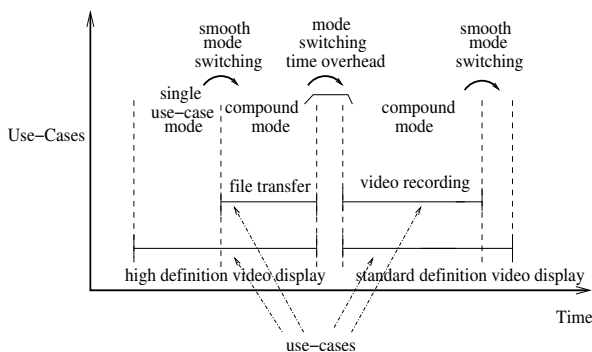 smooth
mode
switching
mode
switching
time overhead
smooth
mode
switching
single
use-case
mode
compound
mode
compound
mode
Use-Cases
file transfer
video recording
high definition video display
standard definition video display
Time
use-cases